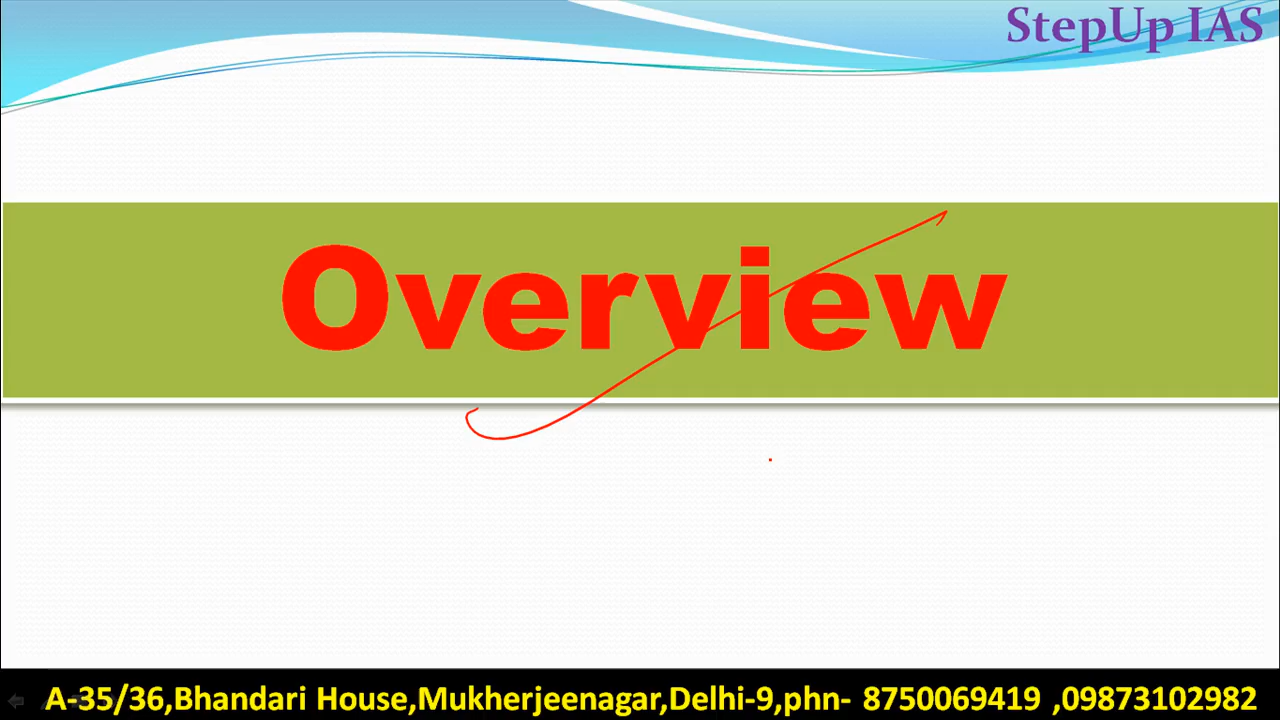 StepUp IAS
Overview
A-35/36,Bhandari House,Mukherjeenagar,Delhi-9,phn- 8750069419 ,09873102982